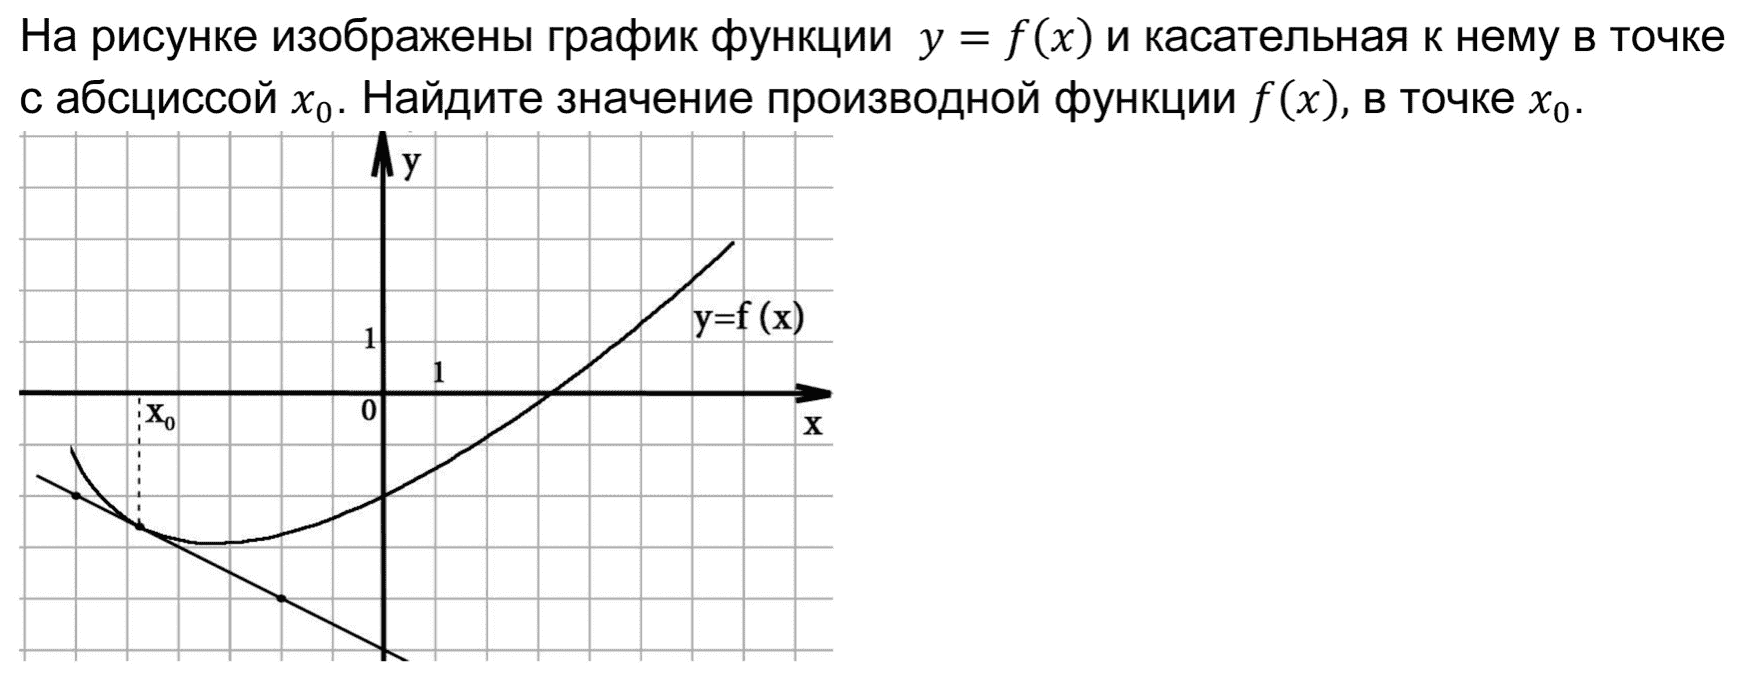 На рисунке изображены график функции y = f(x) и касательная к нему в точке
с абсциссой x₀. Найдите значение производной функции f(x), в точке x₀.
y
y=f (x)
1
1
x₀
0
x